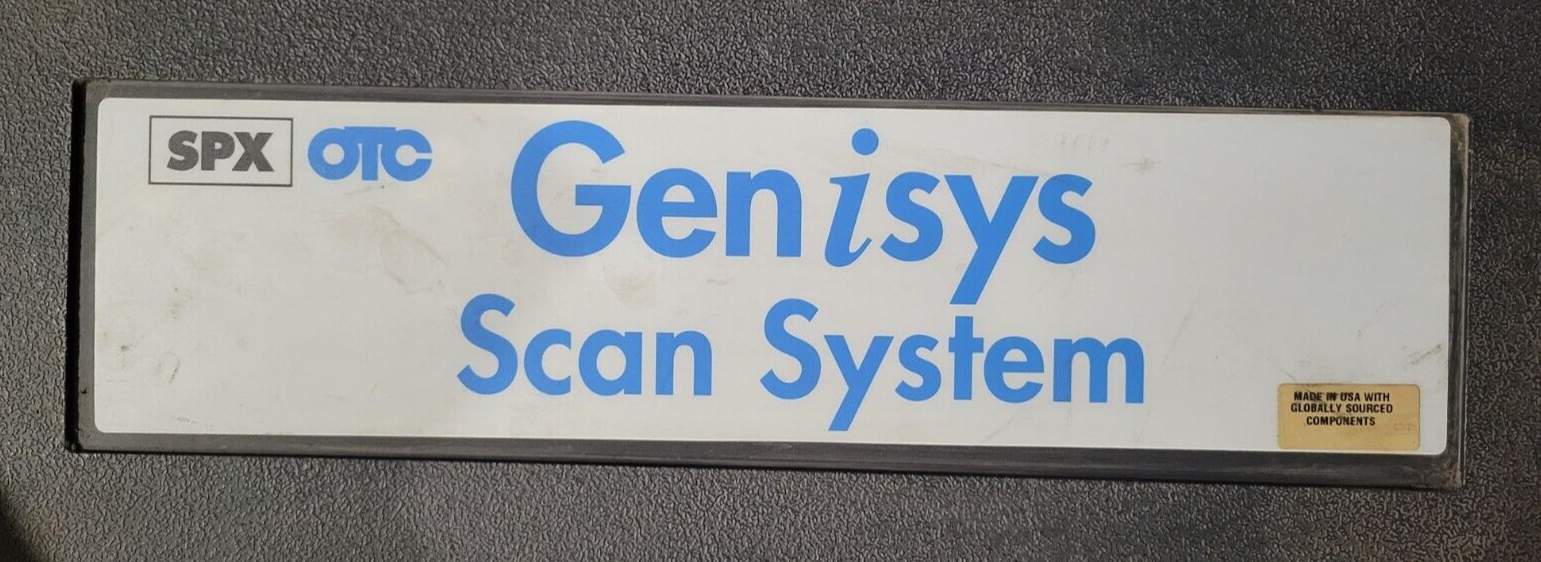 SPX OTC
Genisys
Scan System
MADE IN USA WITH
GLOBALLY SOURCED
COMPONENTS